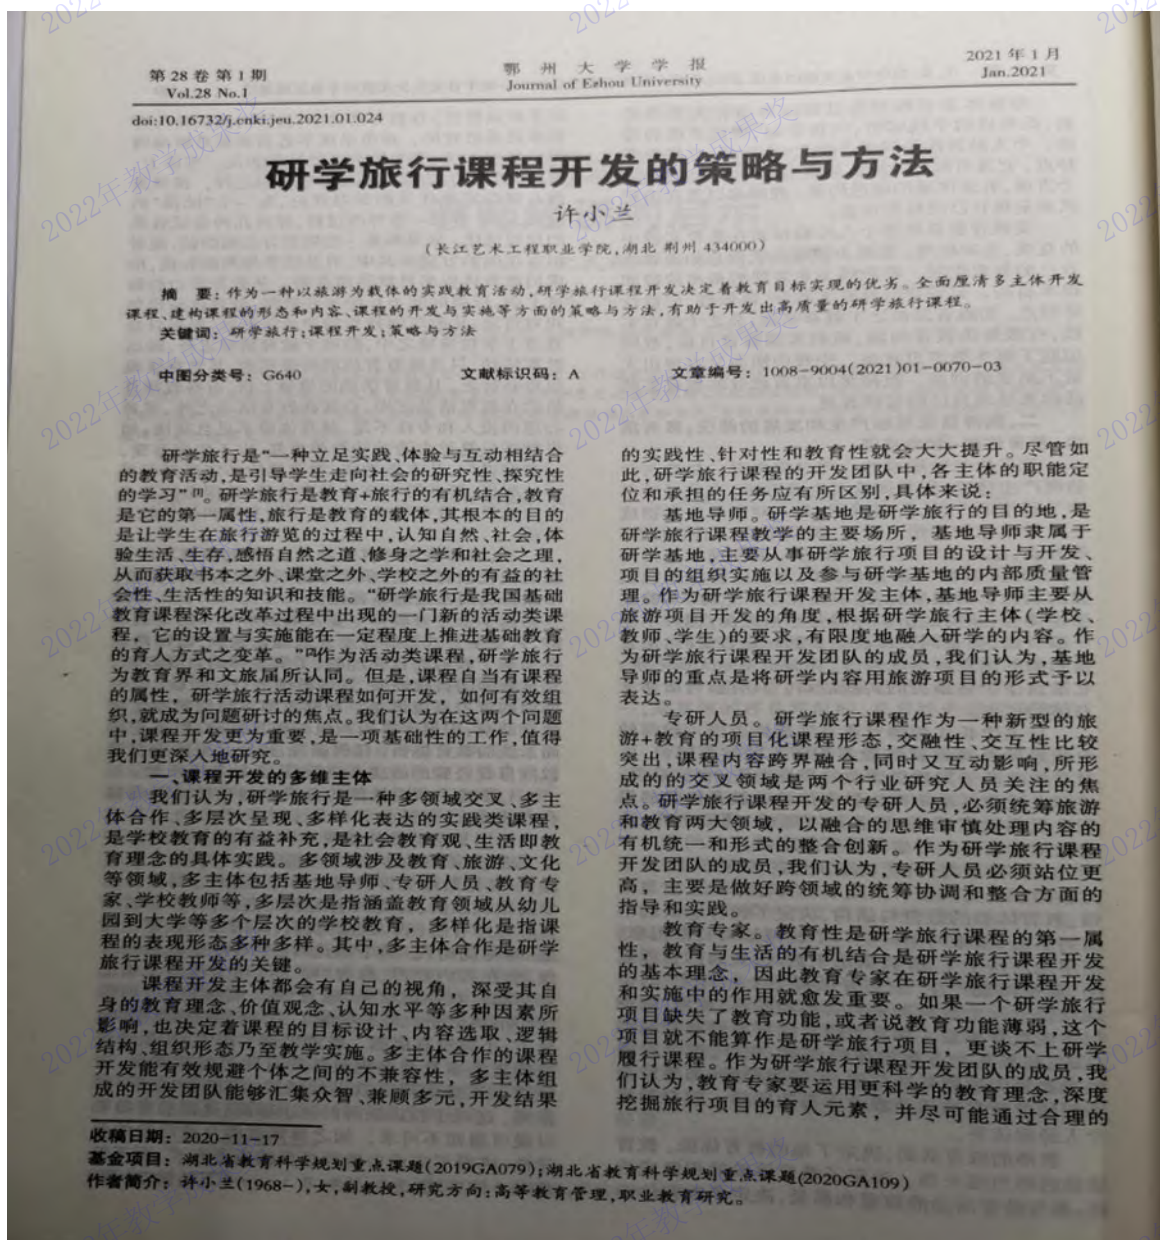 第 28 卷 第 1 期
Vol.28 No.1
鄂州大学学报
Journal of Ezhou University
2021 年 1 月
Jan.2021
doi:10.16732/j.cnki.jeu.2021.01.024
研学旅行课程开发的策略与方法
许小兰
（长江艺术工程职业学院,湖北 荆州 434000）
摘 要：作为一种以旅游为载体的实践教育活动,研学旅行课程开发决定着教育目标实现的优劣。全面厘清多主体开发
课程、建构课程的形态和内容、课程的开发与实施等方面的策略与方法,有助于开发出高质量的研学旅行课程。
关键词：研学旅行;课程开发;策略与方法
中图分类号：G640 文献标识码：A 文章编号：1008-9004(2021)01-0070-03
研学旅行是“一种立足实践、体验与互动相结合
的教育活动,是引导学生走向社会的研究性、探究性
的学习”[1]。研学旅行是教育+旅行的有机结合,教育
是它的第一属性,旅行是教育的载体,其根本的目的
是让学生在旅行游览的过程中,认知自然、社会,体
验生活、生存,感悟自然之道、修身之学和社会之理,
从而获取书本之外、课堂之外、学校之外的有益的社
会性、生活性的知识和技能。“研学旅行是我国基础
教育课程深化改革过程中出现的一门新的活动类课
程，它的设置与实施能在一定程度上推进基础教育
的育人方式之变革。”[2]作为活动类课程,研学旅行
为教育界和文旅届所认同。但是,课程自当有课程
的属性，研学旅行活动课程如何开发，如何有效组
织,就成为问题研讨的焦点。我们认为在这两个问题
中,课程开发更为重要,是一项基础性的工作,值得
我们更深入地研究。
一、课程开发的多维主体
我们认为,研学旅行是一种多领域交叉、多主
体合作、多层次呈现、多样化表达的实践类课程,
是学校教育的有益补充,是社会教育观、生活即教
育理念的具体实践。多领域涉及教育、旅游、文化
等领域,多主体包括基地导师、专研人员、教育专
家、学校教师等,多层次是指涵盖教育领域从幼儿
园到大学等多个层次的学校教育，多样化是指课
程的表现形态多种多样。其中,多主体合作是研学
旅行课程开发的关键。
课程开发主体都会有自己的视角，深受其自
身的教育理念、价值观念、认知水平等多种因素所
影响,也决定着课程的目标设计、内容选取、逻辑
结构、组织形态乃至教学实施。多主体合作的课程
开发能有效规避个体之间的不兼容性，多主体组
成的开发团队能够汇集众智、兼顾多元,开发结果
的实践性、针对性和教育性就会大大提升。尽管如
此,研学旅行课程的开发团队中,各主体的职能定
位和承担的任务应有所区别,具体来说：
基地导师。研学基地是研学旅行的目的地,是
研学旅行课程教学的主要场所，基地导师隶属于
研学基地,主要从事研学旅行项目的设计与开发、
项目的组织实施以及参与研学基地的内部质量管
理。作为研学旅行课程开发主体,基地导师主要从
旅游项目开发的角度,根据研学旅行主体(学校、
教师、学生)的要求,有限度地融入研学的内容。作
为研学旅行课程开发团队的成员,我们认为,基地
导师的重点是将研学内容用旅游项目的形式予以
表达。
专研人员。研学旅行课程作为一种新型的旅
游+教育的项目化课程形态,交融性、交互性比较
突出,课程内容跨界融合,同时又互动影响,所形
成的的交叉领域是两个行业研究人员关注的焦
点。研学旅行课程开发的专研人员,必须统筹旅游
和教育两大领域，以融合的思维审慎处理内容的
有机统一和形式的整合创新。作为研学旅行课程
开发团队的成员,我们认为,专研人员必须站位更
高，主要是做好跨领域的统筹协调和整合方面的
指导和实践。
教育专家。教育性是研学旅行课程的第一属
性，教育与生活的有机结合是研学旅行课程开发
的基本理念，因此教育专家在研学旅行课程开发
和实施中的作用就愈发重要。如果一个研学旅行
项目缺失了教育功能,或者说教育功能薄弱,这个
项目就不能算作是研学旅行项目，更谈不上研学
履行课程。作为研学旅行课程开发团队的成员,我
们认为,教育专家要运用更科学的教育理念,深度
挖掘旅行项目的育人元素，并尽可能通过合理的
收稿日期：2020-11-17
基金项目：湖北省教育科学规划重点课题(2019GA079);湖北省教育科学规划重点课题(2020GA109)
作者简介：许小兰(1968-),女,副教授,研究方向:高等教育管理,职业教育研究。
2022年教学成果奖